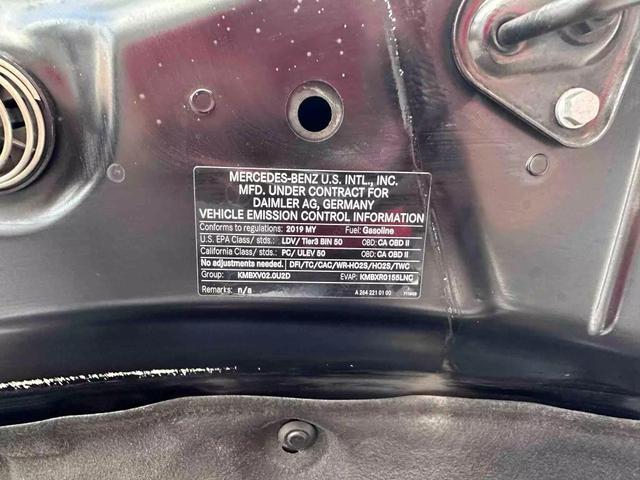 MERCEDES-BENZ U.S. INTL., INC.
MFD. UNDER CONTRACT FOR
DAIMLER AG, GERMANY
VEHICLE EMISSION CONTROL INFORMATION
Conforms to regulations: 2019 MY Fuel: Gasoline
U.S. EPA Class/ stds.: LDV/ Tier3 BIN 50 OBD: CA OBD II
California Class/ stds.: PC/ ULEV 50 OBD: CA OBD II
No adjustments needed. DFI/TC/CAC/WR-HO2S/HO2S/TWC
Group: KMBXV02.0U2D EVAP: KMBXR0155LNC
Remarks: n/a A 264 221 01 00